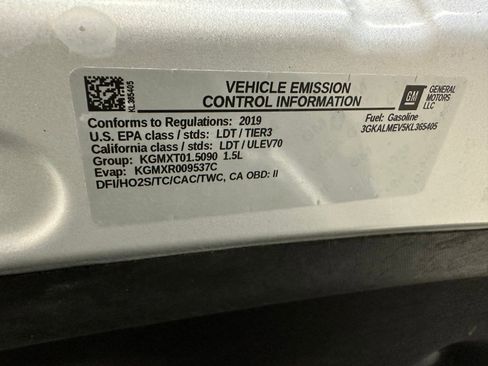 KL365405
VEHICLE EMISSION
CONTROL INFORMATION
GM
GENERAL
MOTORS
LLC
Conforms to Regulations: 2019
Fuel: Gasoline
U.S. EPA class / stds: LDT / TIER3
3GKALMEV5KL365405
California class / stds: LDT / ULEV70
Group: KGMXT01.5090 1.5L
Evap: KGMXR009537C
DFI/HO2S/TC/CAC/TWC, CA OBD: II